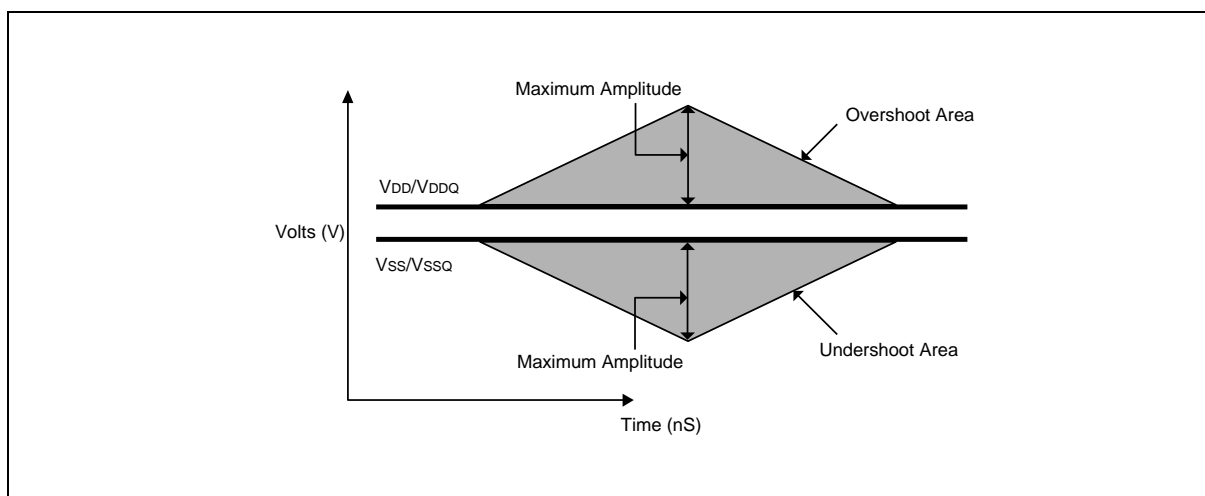 Maximum Amplitude
Overshoot Area
VDD/VDDQ
Volts (V)
VSS/VSSQ
Maximum Amplitude
Undershoot Area
Time (nS)